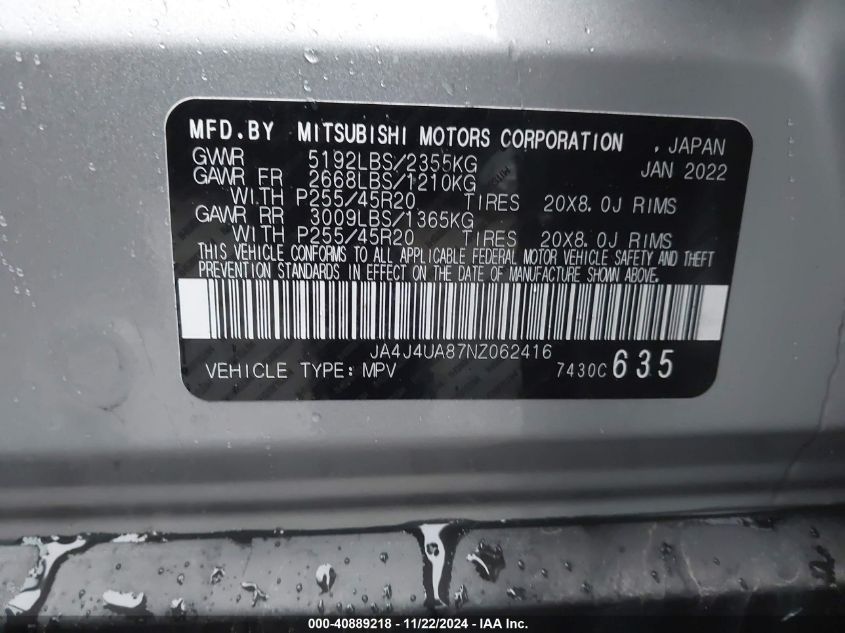 MFD.BY MITSUBISHI MOTORS CORPORATION , JAPAN
GVWR 5192LBS/2355KG JAN 2022
GAWR FR 2668LBS/1210KG
WITH P255/45R20 TIRES 20X8.0J RIMS
GAWR RR 3009LBS/1365KG
WITH P255/45R20 TIRES 20X8.0J RIMS
THIS VEHICLE CONFORMS TO ALL APPLICABLE FEDERAL MOTOR VEHICLE SAFETY AND THEFT
PREVENTION STANDARDS IN EFFECT ON THE DATE OF MANUFACTURE SHOWN ABOVE.
JA4J4UA87NZ062416
VEHICLE TYPE: MPV 7430C 635
000-40889218 - 11/22/2024 - IAA Inc.